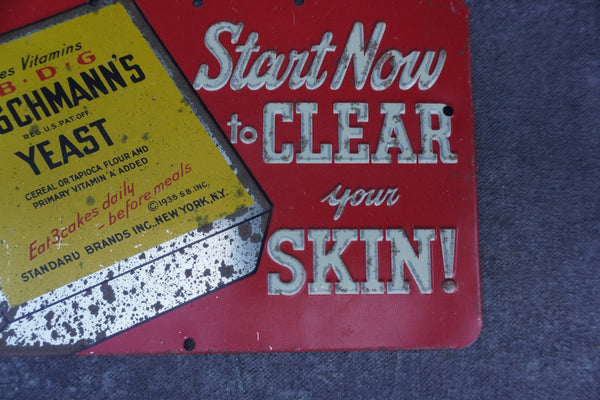 es Vitamins
B·D·G
SCHMANN'S
REG. U.S. PAT. OFF.
YEAST
CEREAL OR TAPIOCA FLOUR AND
PRIMARY VITAMIN "A" ADDED
Eat 3 cakes daily
- before meals
© 1935 S.B. INC.
STANDARD BRANDS INC., NEW YORK, N.Y.
Start Now
to CLEAR
your
SKIN!